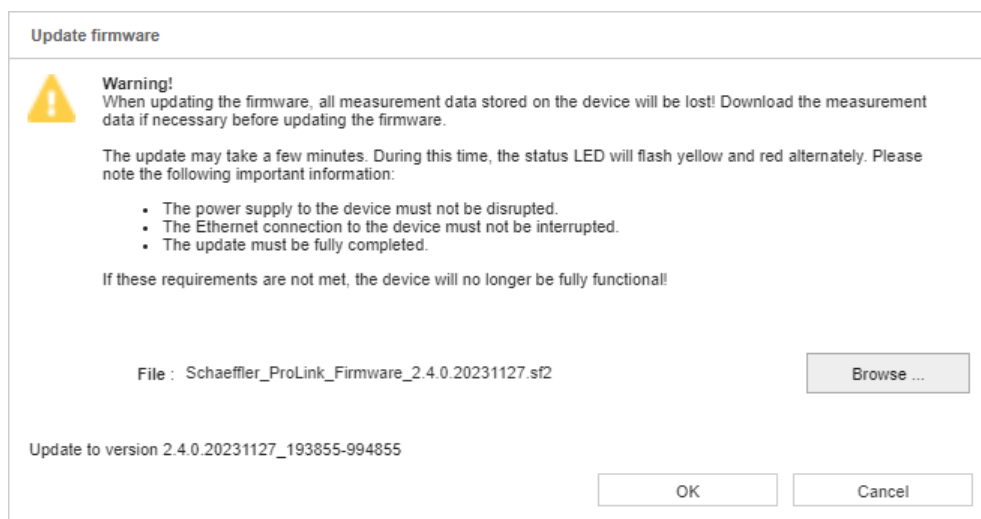 Update firmware
Warning!
When updating the firmware, all measurement data stored on the device will be lost! Download the measurement
data if necessary before updating the firmware.
The update may take a few minutes. During this time, the status LED will flash yellow and red alternately. Please
note the following important information:
• The power supply to the device must not be disrupted.
• The Ethernet connection to the device must not be interrupted.
• The update must be fully completed.
If these requirements are not met, the device will no longer be fully functional!
File : Schaeffler_ProLink_Firmware_2.4.0.20231127.sf2
Browse ...
Update to version 2.4.0.20231127_193855-994855
OK
Cancel